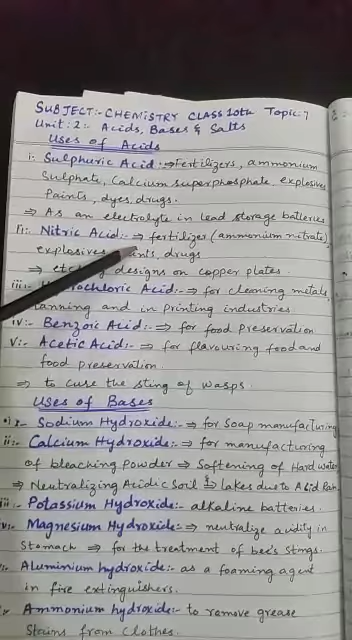 SUBJECT:- CHEMISTRY CLASS 10th Topic:7
Unit:2:- Acids, Bases & Salts
Uses of Acids
i. Sulphuric Acid:⇒ Fertilizers, ammonium
Sulphate, Calcium superphosphate, explosives
Paints, dyes, drugs.
⇒ As an electrolyte in lead storage batteries
ii:- Nitric Acid:- ⇒ fertilizer (ammonium nitrate),
explosives, drugs
⇒ designs on copper plates.
iii:- Acid:⇒ for cleaning metals,
tanning and in printing industries
iv:- Benzoic Acid:- ⇒ for food preservation
v:- Acetic Acid:- ⇒ for flavouring food and
food preservation.
⇒ to cuse the sting of wasps.
Uses of Bases
i:- Sodium Hydroxide:- ⇒ for Soap manufacturing
ii:- Calcium Hydroxide:- ⇒ for manufacturing
of bleaching Powder ⇒ Softening of Hard water
⇒ Neutralizing Acidic Soil lakes due to Acid Rain
iii:- Potassium Hydroxide:- alkaline batteries.
iv:- Magnesium Hydroxide:- ⇒ neutralize acidity in
Stomach ⇒ for the treatment of bee's stings.
v:- Aluminium hydroxide:- as a foaming agent
in fire extinguishers.
Ammonium hydroxide:- to remove grease
Stains from clothes.